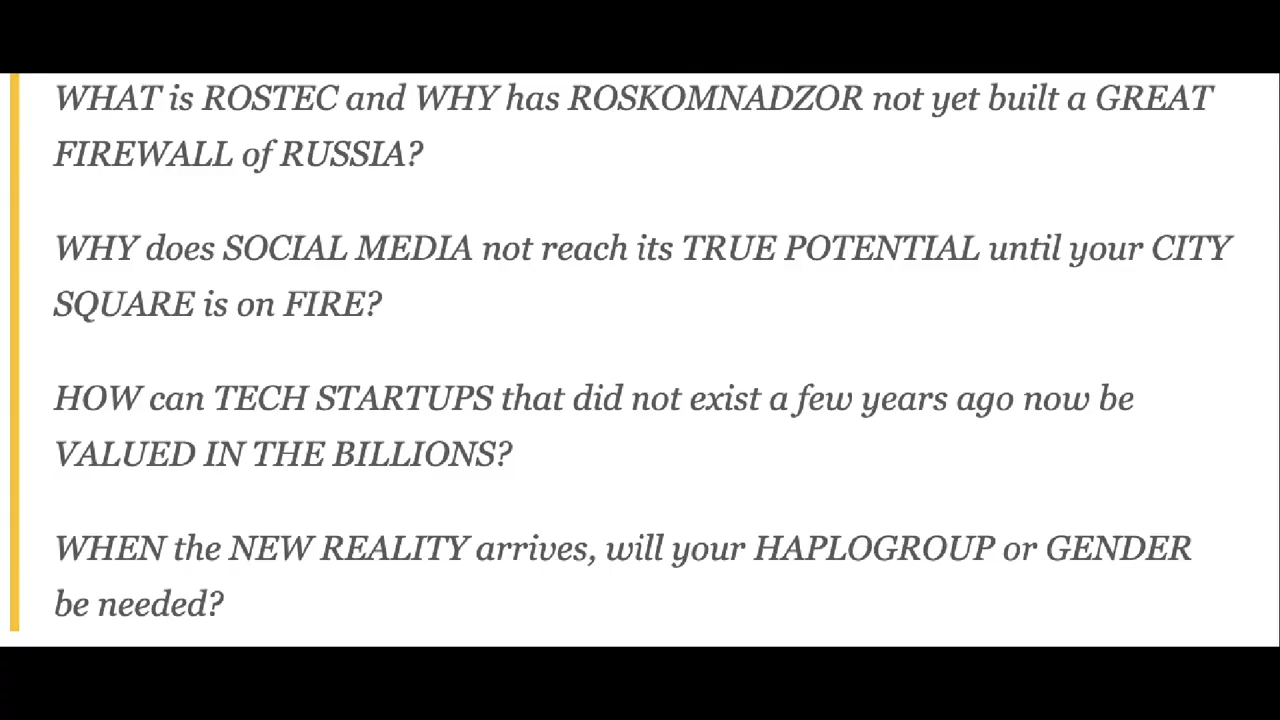 WHAT is ROSTEC and WHY has ROSKOMNADZOR not yet built a GREAT
FIREWALL of RUSSIA?
WHY does SOCIAL MEDIA not reach its TRUE POTENTIAL until your CITY
SQUARE is on FIRE?
HOW can TECH STARTUPS that did not exist a few years ago now be
VALUED IN THE BILLIONS?
WHEN the NEW REALITY arrives, will your HAPLOGROUP or GENDER
be needed?